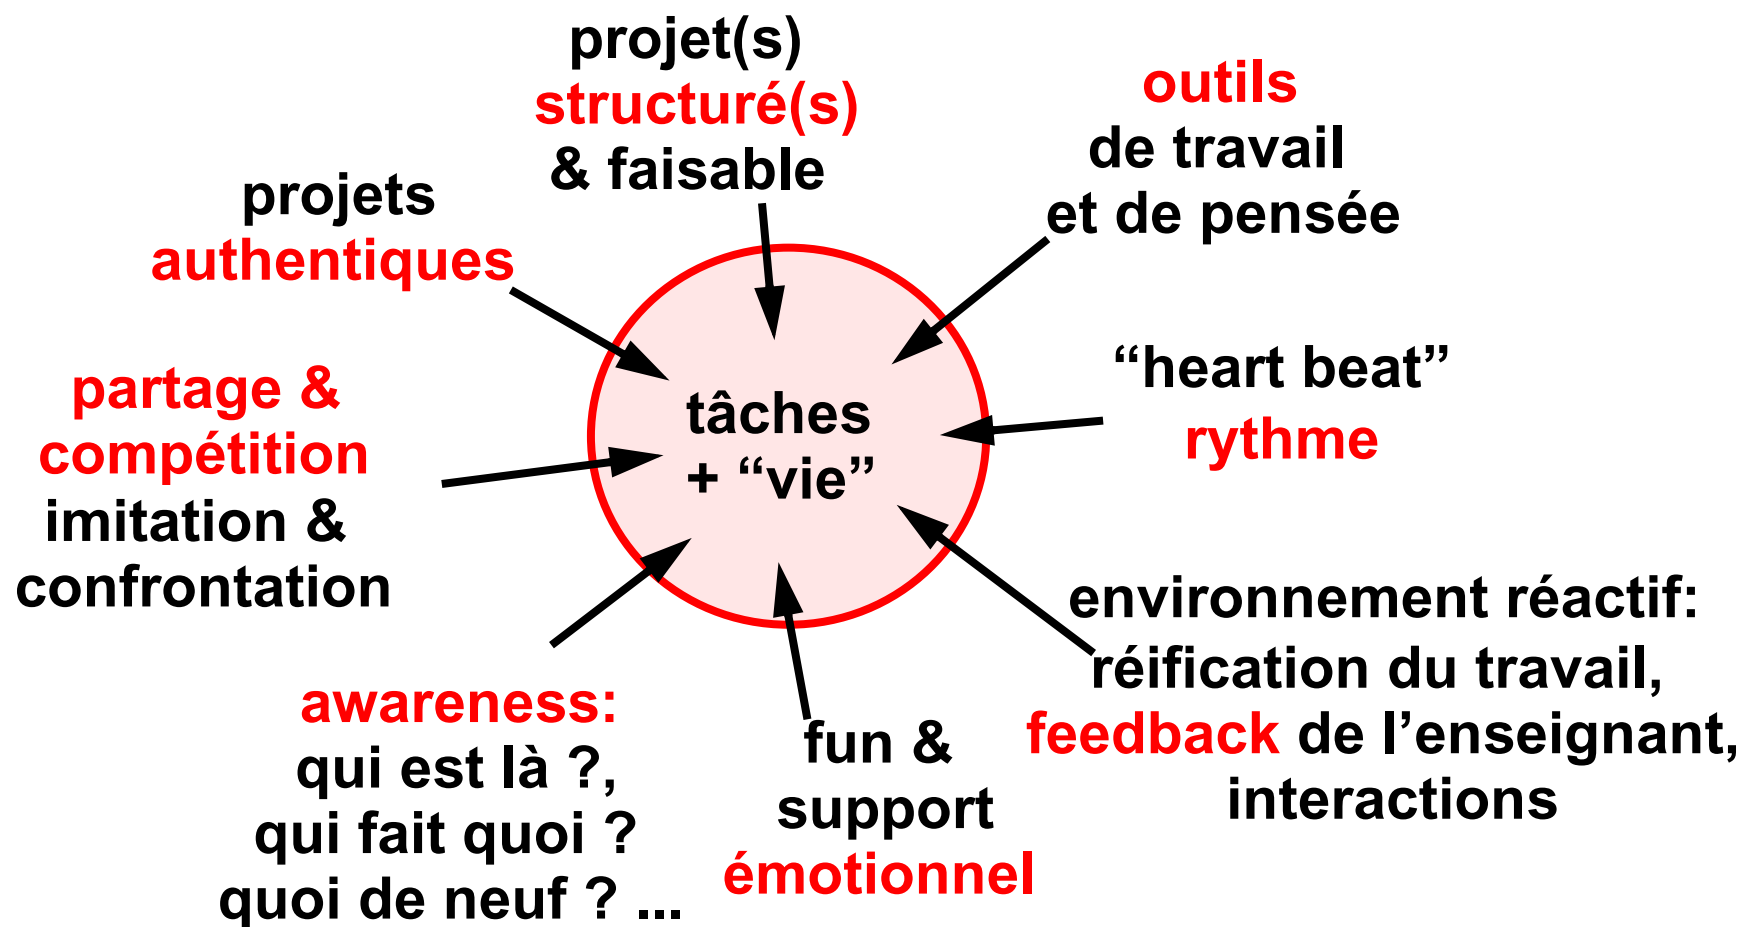 projet(s)
structuré(s)
& faisable
outils
de travail
et de pensée
projets
authentiques
“heart beat”
rythme
partage &
compétition
imitation &
confrontation
tâches
+ “vie”
environnement réactif:
réification du travail,
feedback de l’enseignant,
interactions
awareness:
qui est là ?,
qui fait quoi ?
quoi de neuf ? ...
fun &
support
émotionnel